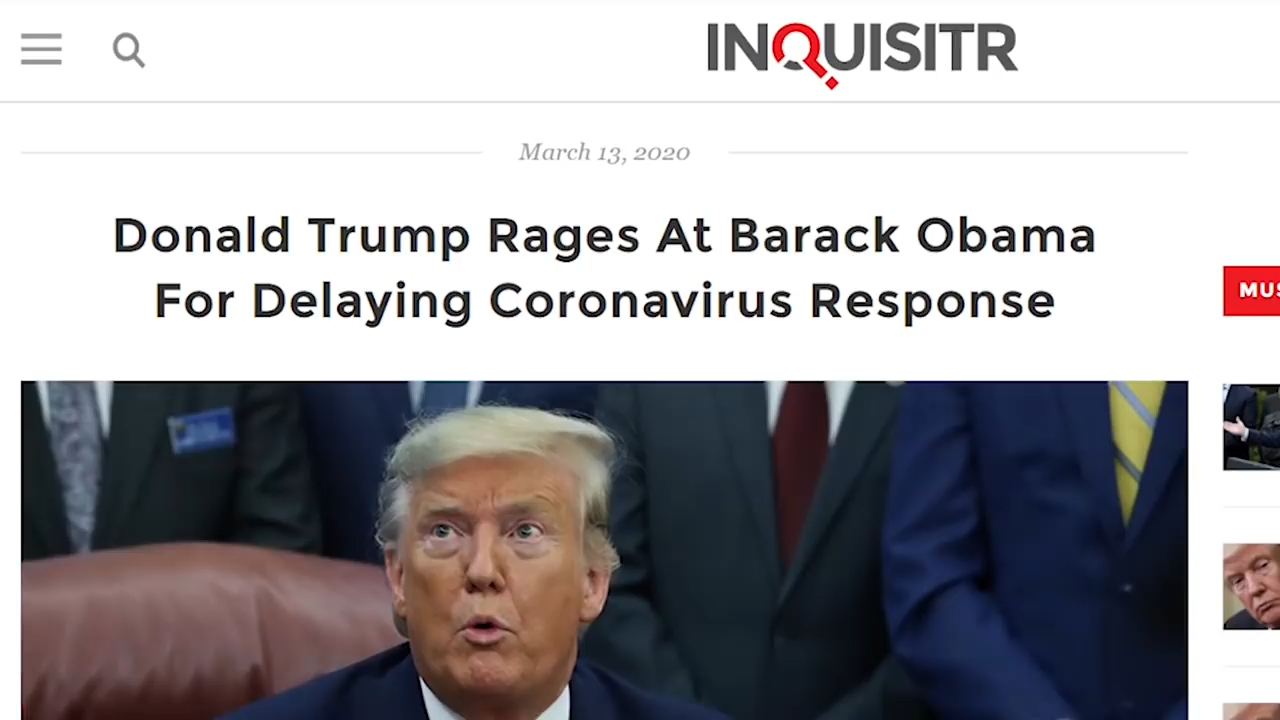 INQUISITR
March 13, 2020
Donald Trump Rages At Barack Obama
For Delaying Coronavirus Response